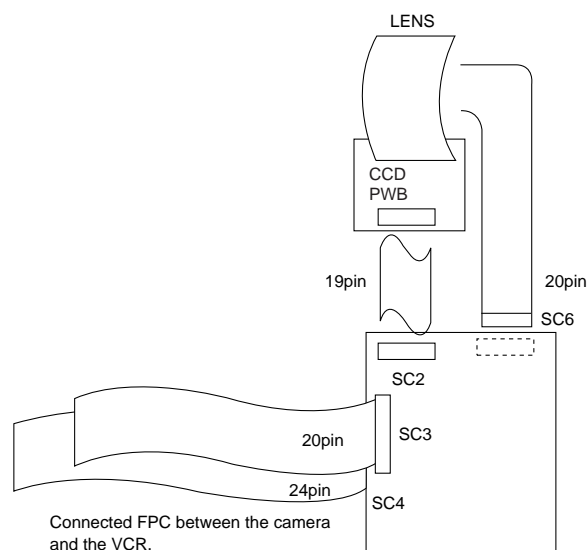 LENS
CCD
PWB
19pin
20pin
SC6
SC2
20pin
SC3
24pin
SC4
Connected FPC between the camera
and the VCR.